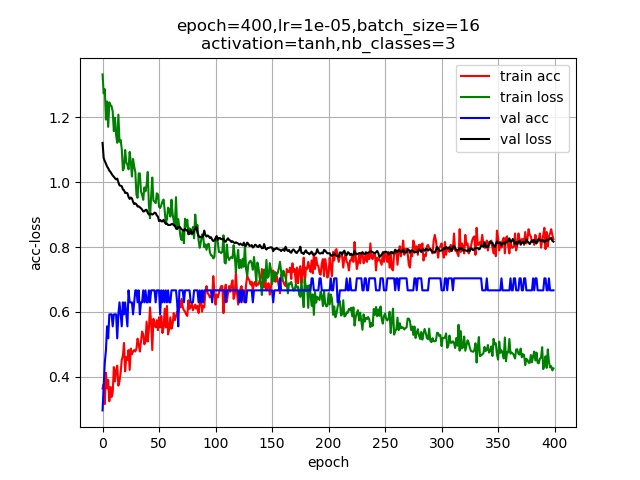 epoch=400,lr=1e-05,batch_size=16
activation=tanh,nb_classes=3
train acc
train loss
val acc
val loss
acc-loss
1.2
1.0
0.8
0.6
0.4
0 50 100 150 200 250 300 350 400
epoch